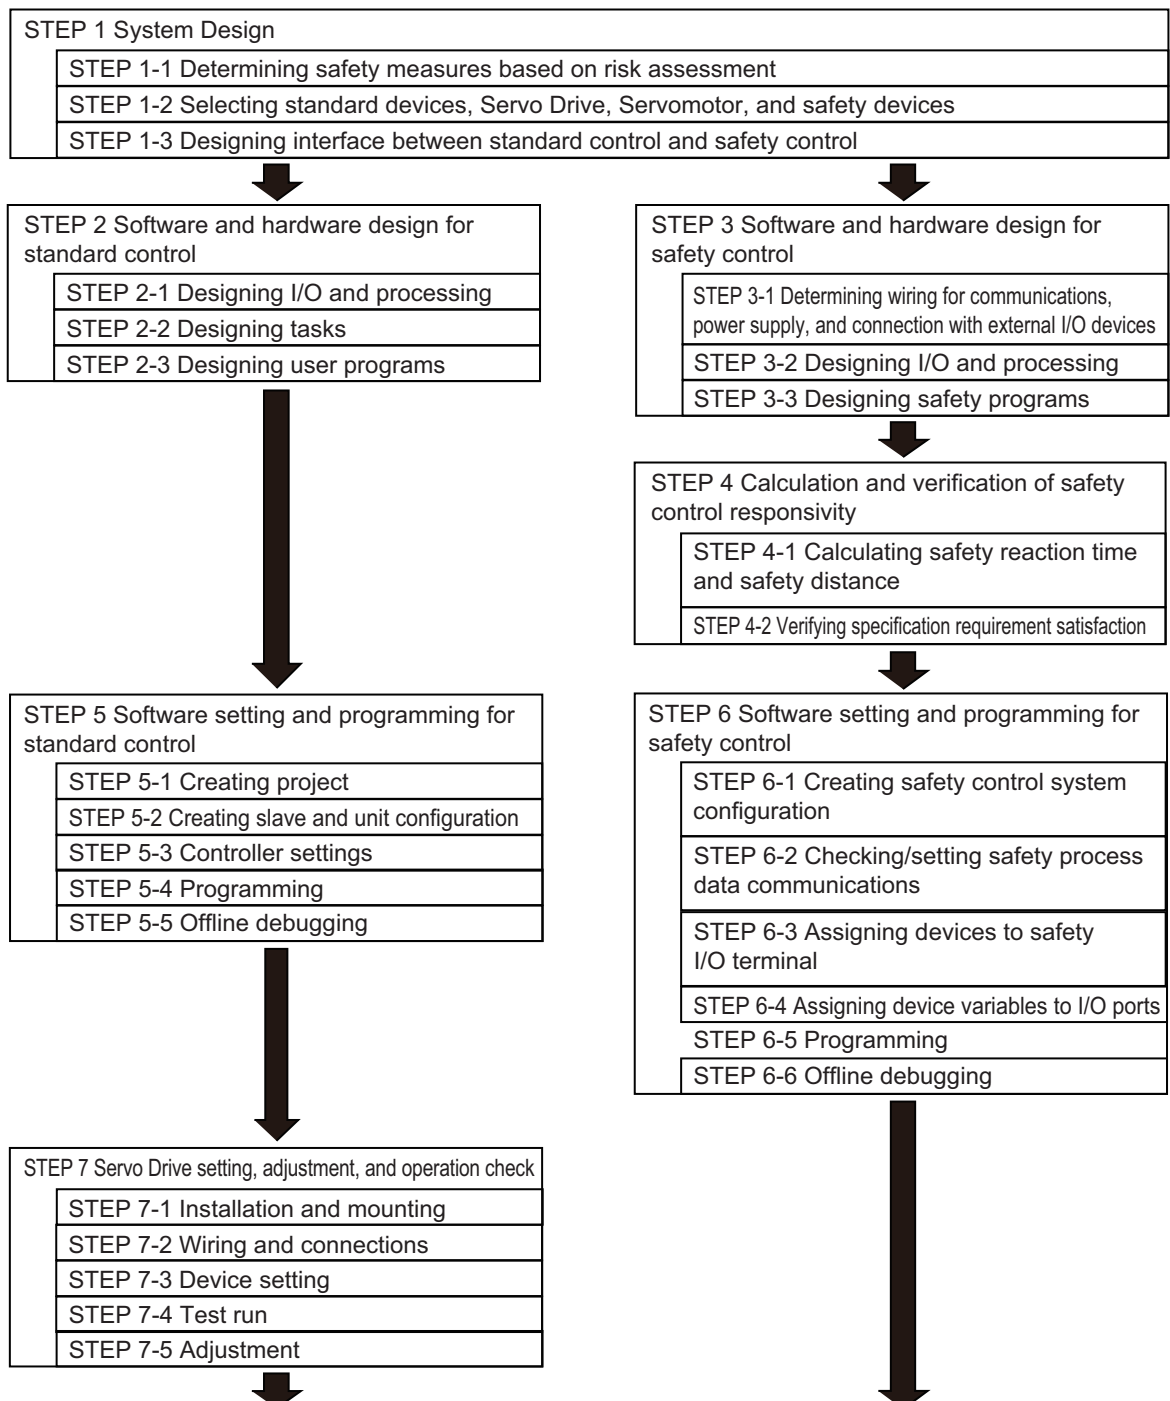 STEP 1 System Design
STEP 1-1 Determining safety measures based on risk assessment
STEP 1-2 Selecting standard devices, Servo Drive, Servomotor, and safety devices
STEP 1-3 Designing interface between standard control and safety control
STEP 2 Software and hardware design for
standard control
STEP 2-1 Designing I/O and processing
STEP 2-2 Designing tasks
STEP 2-3 Designing user programs
STEP 3 Software and hardware design for
safety control
STEP 3-1 Determining wiring for communications,
power supply, and connection with external I/O devices
STEP 3-2 Designing I/O and processing
STEP 3-3 Designing safety programs
STEP 4 Calculation and verification of safety
control responsivity
STEP 4-1 Calculating safety reaction time
and safety distance
STEP 4-2 Verifying specification requirement satisfaction
STEP 5 Software setting and programming for
standard control
STEP 5-1 Creating project
STEP 5-2 Creating slave and unit configuration
STEP 5-3 Controller settings
STEP 5-4 Programming
STEP 5-5 Offline debugging
STEP 6 Software setting and programming for
safety control
STEP 6-1 Creating safety control system
configuration
STEP 6-2 Checking/setting safety process
data communications
STEP 6-3 Assigning devices to safety
I/O terminal
STEP 6-4 Assigning device variables to I/O ports
STEP 6-5 Programming
STEP 6-6 Offline debugging
STEP 7 Servo Drive setting, adjustment, and operation check
STEP 7-1 Installation and mounting
STEP 7-2 Wiring and connections
STEP 7-3 Device setting
STEP 7-4 Test run
STEP 7-5 Adjustment